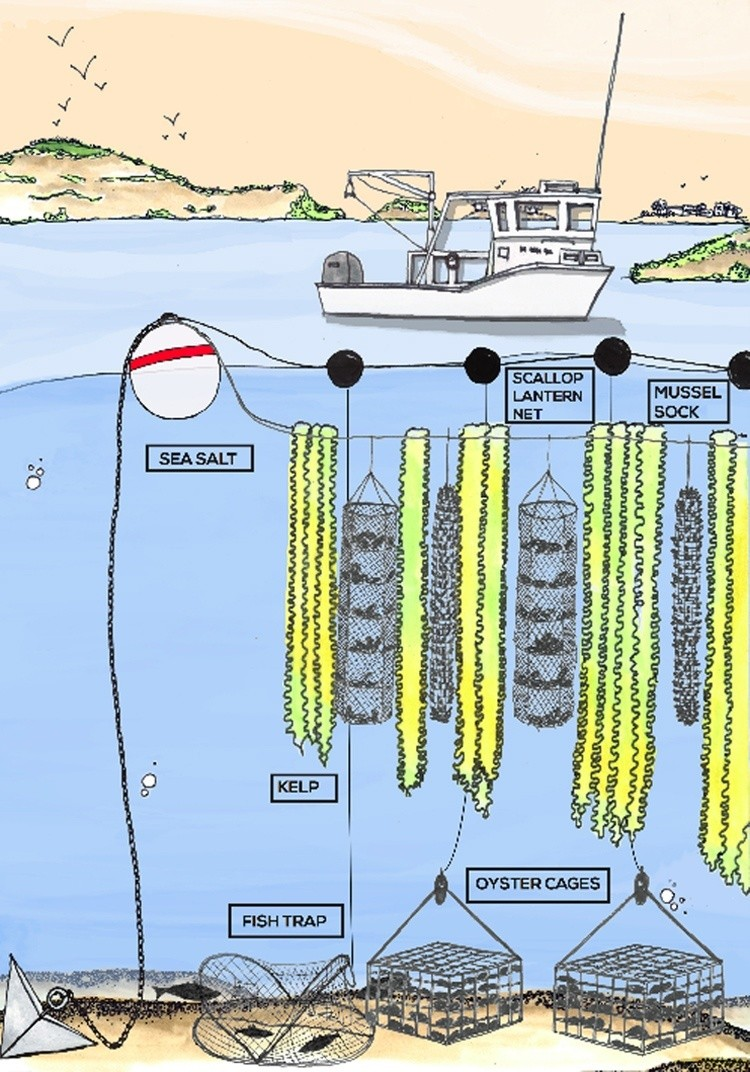 SCALLOP
LANTERN
NET
MUSSEL
SOCK
SEA SALT
KELP
OYSTER CAGES
FISH TRAP